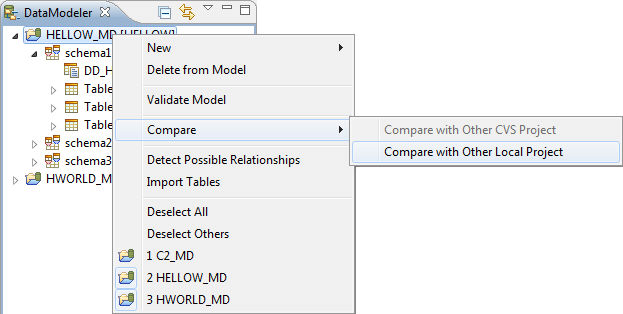 DataModeler
HELLOW_MD [HELLOW]
schema1
DD_H
Table
Table
Table
schema2
schema3
HWORLD_M
New
Delete from Model
Validate Model
Compare
Detect Possible Relationships
Import Tables
Deselect All
Deselect Others
1 C2_MD
2 HELLOW_MD
3 HWORLD_MD
Compare with Other CVS Project
Compare with Other Local Project